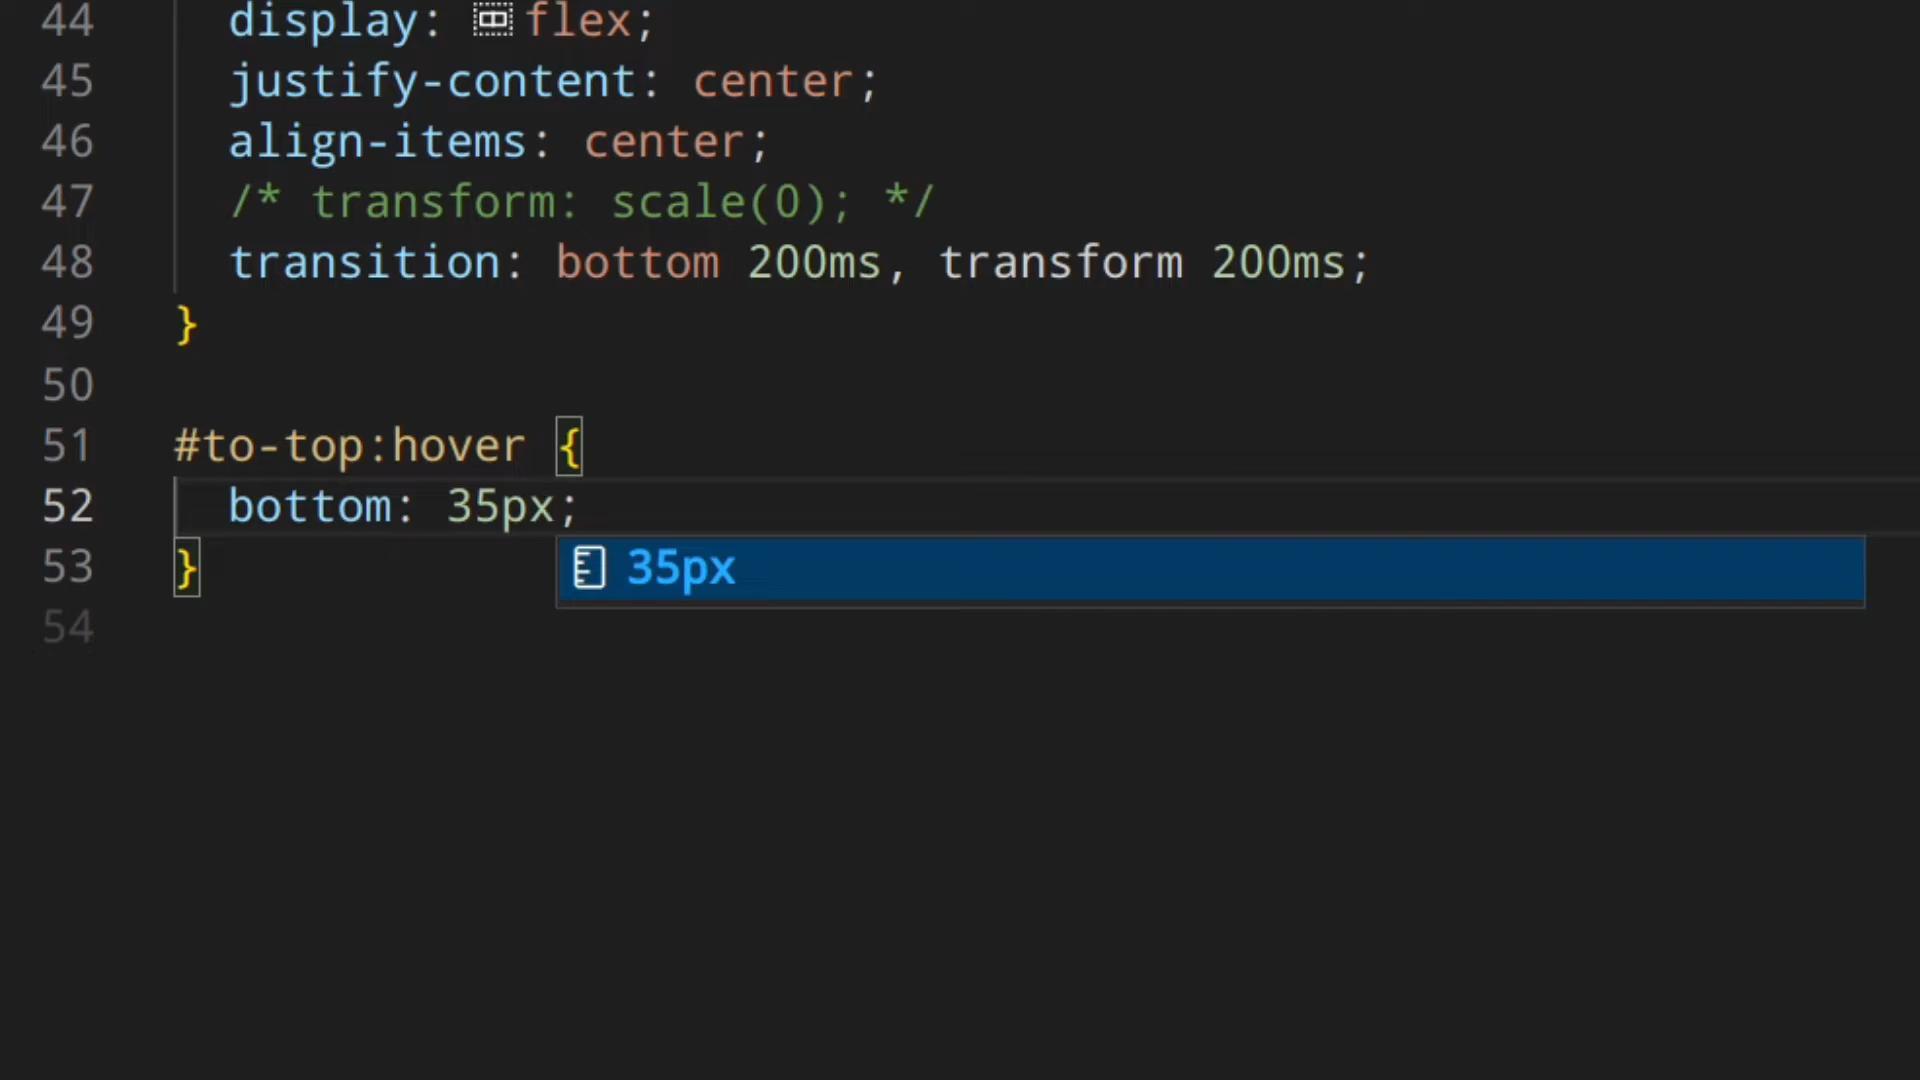 44 display: flex;
45 justify-content: center;
46 align-items: center;
47 /* transform: scale(0); */
48 transition: bottom 200ms, transform 200ms;
49 }
50
51 #to-top:hover {
52 bottom: 35px;
35px
53 }
54